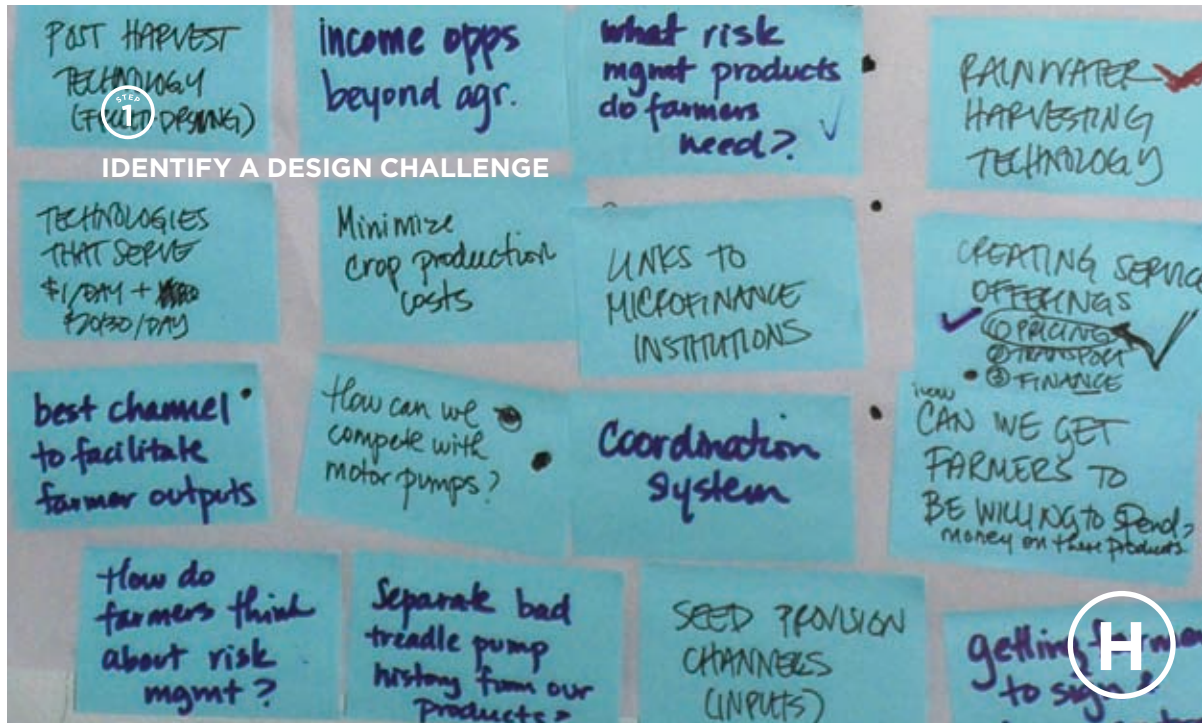 POST HARVEST
TECHNOLOGY
(FRUIT DRYING)
STEP
1
IDENTIFY A DESIGN CHALLENGE
income opps
beyond agr.
what risk
mgmt products
do farmers
need?
RAINWATER
HARVESTING
TECHNOLOGY
TECHNOLOGIES
THAT SERVE
$1/DAY +
$20/30/DAY
Minimize
crop production
costs
LINKS TO
MICROFINANCE
INSTITUTIONS
CREATING SERVICE
OFFERINGS
① PRICING
② TRANSPORT
③ FINANCE
best channel
to facilitate
farmer outputs
How can we
compete with
motor pumps?
Coordination
system
how
CAN WE GET
FARMERS TO
BE WILLING to Spend
money on these products
How do
farmers think
about risk
mgmt?
Separate bad
treadle pump
history from our
Products?
SEED PROVISION
CHANNELS
(INPUTS)
getting
to sign
H